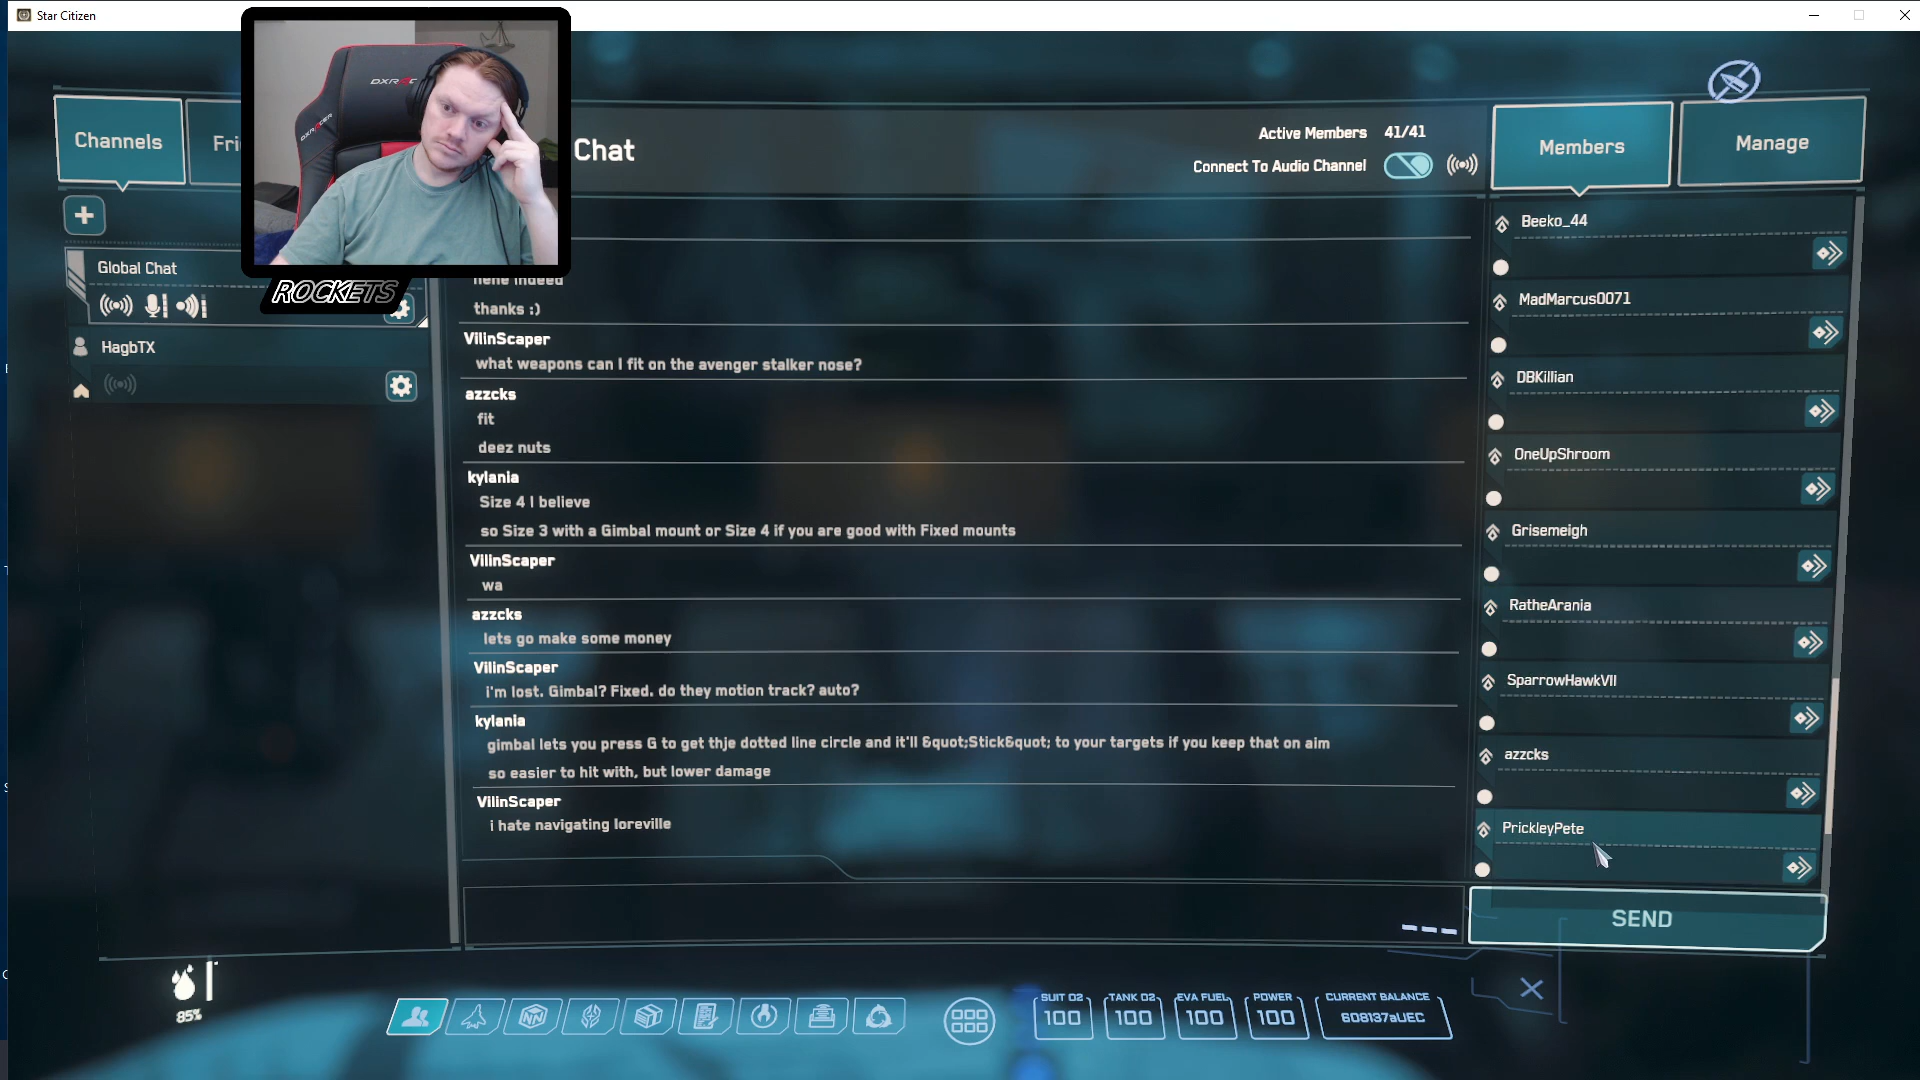 Star Citizen
DXRACER
Channels
Fri
Chat
Active Members 41/41
Connect To Audio Channel
Members
Manage
Global Chat
ROCKETS
HagbTX
hehe indeed
thanks :)
VilinScaper
what weapons can I fit on the avenger stalker nose?
azzcks
fit
deez nuts
kylania
Size 4 I believe
so Size 3 with a Gimbal mount or Size 4 if you are good with Fixed mounts
VilinScaper
wa
azzcks
lets go make some money
VilinScaper
i'm lost. Gimbal? Fixed. do they motion track? auto?
kylania
gimbal lets you press G to get thje dotted line circle and it'll &quot;Stick&quot; to your targets if you keep that on aim
so easier to hit with, but lower damage
VilinScaper
i hate navigating loreville
Beeko_44
MadMarcus0071
DBKillian
OneUpShroom
Grisemeigh
RatheArania
SparrowHawkVII
azzcks
PrickleyPete
SEND
85%
SUIT O2
100
TANK O2
100
EVA FUEL
100
POWER
100
CURRENT BALANCE
608137aUEC